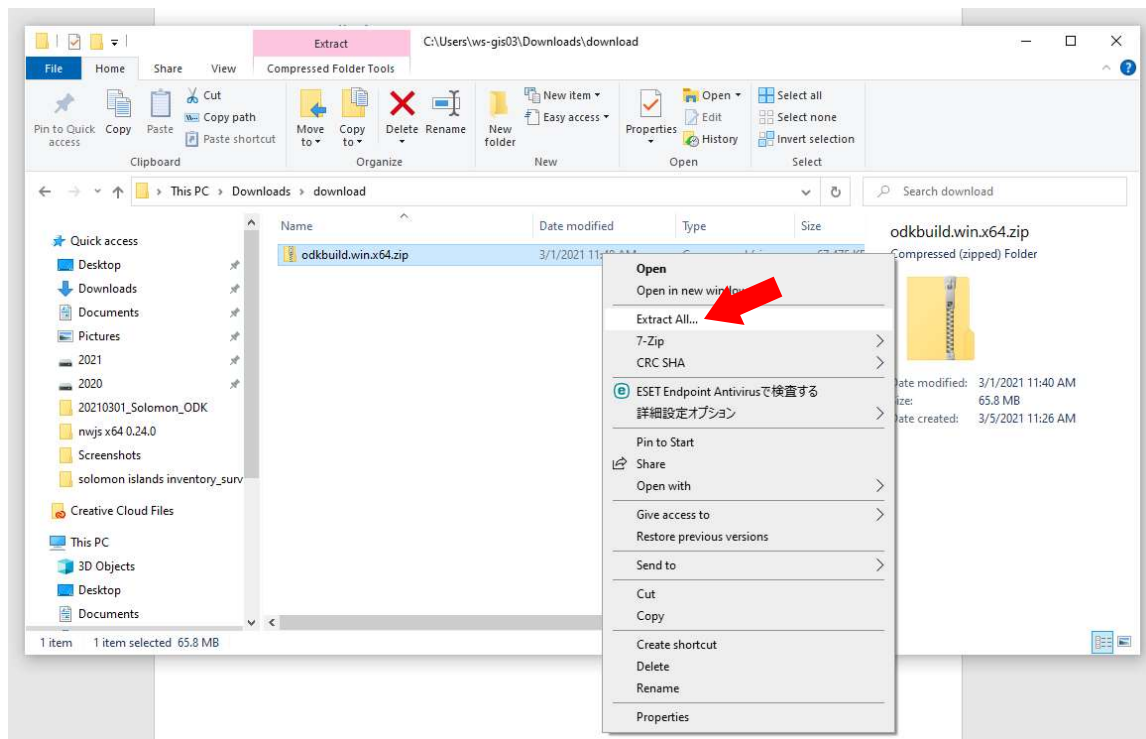 Extract
C:\Users\ws-gis03\Downloads\download
File
Home
Share
View
Compressed Folder Tools
Pin to Quick access
Copy
Paste
Cut
Copy path
Paste shortcut
Clipboard
Move to
Copy to
Delete
Rename
Organize
New folder
New item
Easy access
New
Properties
Open
Edit
History
Open
Select all
Select none
Invert selection
Select
This PC > Downloads > download
Search download
Quick access
Desktop
Downloads
Documents
Pictures
2021
2020
20210301_Solomon_ODK
nwjs x64 0.24.0
Screenshots
solomon islands inventory_surv
Creative Cloud Files
This PC
3D Objects
Desktop
Documents
Name
Date modified
Type
Size
odkbuild.win.x64.zip
3/1/2021
Open
Open in new
Extract All...
7-Zip
CRC SHA
ESET Endpoint Antivirusで検査する
詳細設定オプション
Pin to Start
Share
Open with
Give access to
Restore previous versions
Send to
Cut
Copy
Create shortcut
Delete
Rename
Properties
odkbuild.win.x64.zip
Compressed (zipped) Folder
modified: 3/1/2021 11:40 AM
65.8 MB
created: 3/5/2021 11:26 AM
1 item
1 item selected 65.8 MB